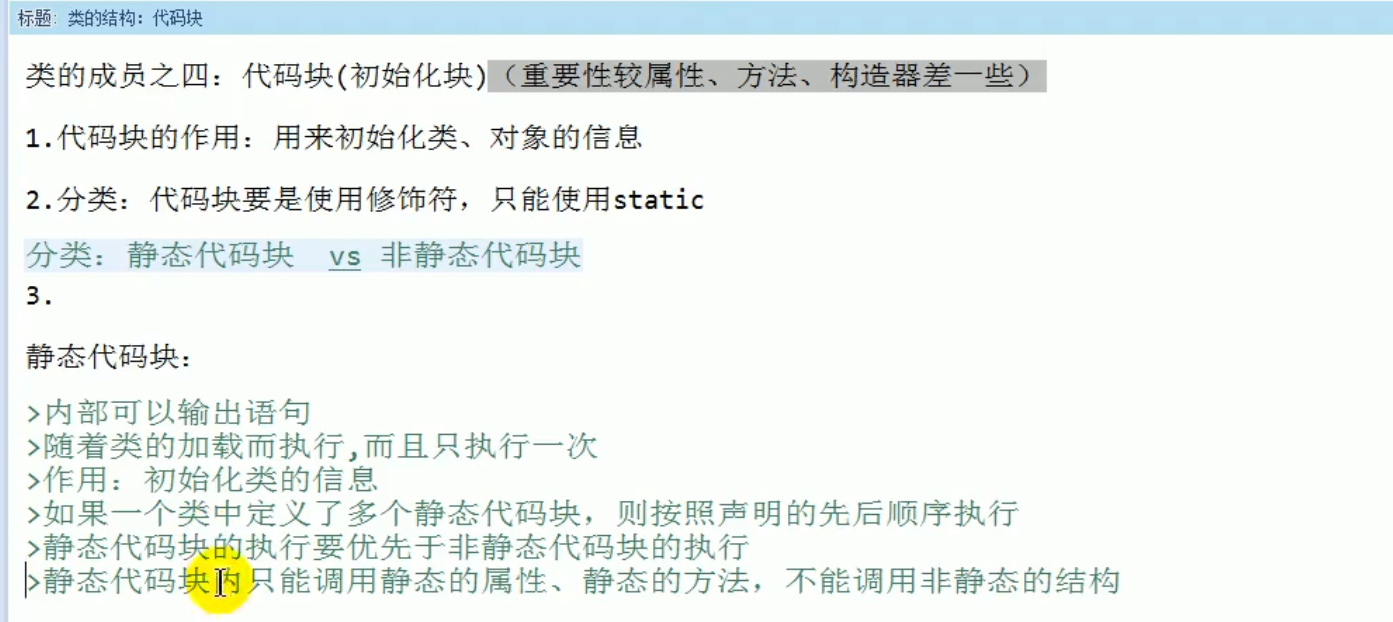 标题: 类的结构: 代码块
类的成员之四：代码块(初始化块)（重要性较属性、方法、构造器差一些）
1.代码块的作用：用来初始化类、对象的信息
2.分类：代码块要是使用修饰符，只能使用static
分类：静态代码块 vs 非静态代码块
3.
静态代码块：
>内部可以输出语句
>随着类的加载而执行,而且只执行一次
>作用：初始化类的信息
>如果一个类中定义了多个静态代码块，则按照声明的先后顺序执行
>静态代码块的执行要优先于非静态代码块的执行
>静态代码块内只能调用静态的属性、静态的方法，不能调用非静态的结构